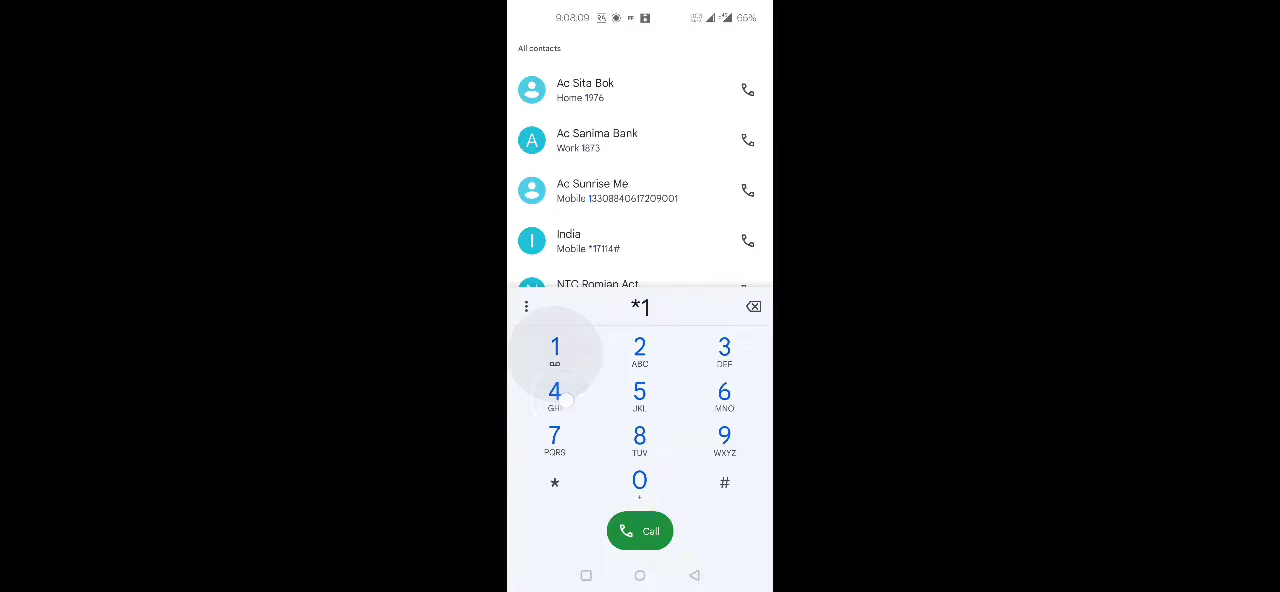 9:08:09 65%
All contacts
Ac Sita Bok
Home 1976
A Ac Sanima Bank
Work 1873
Ac Sunrise Me
Mobile 13308840617209001
I India
Mobile *17114#
NTC Romian Act
*1
1 2 3
ABC DEF
4 5 6
GHI JKL MNO
7 8 9
PQRS TUV WXYZ
* 0 #
+
Call